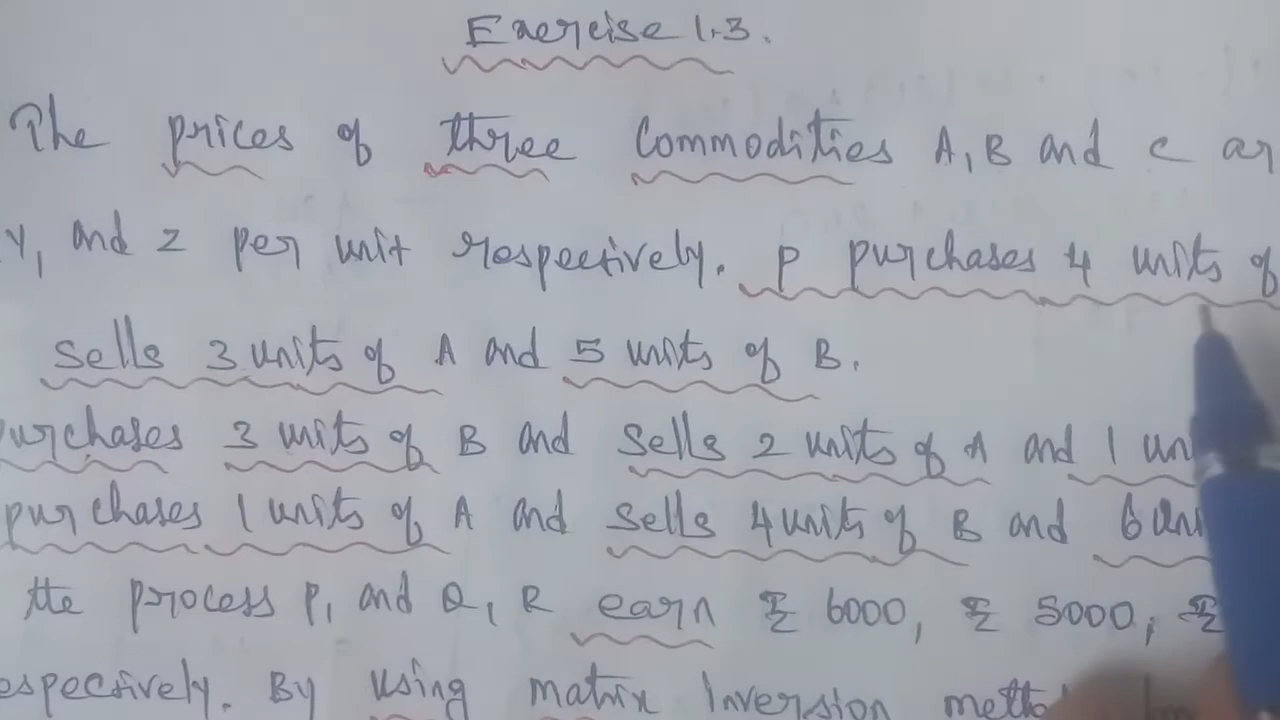 Exercise 1.3.
The prices of three Commodities A, B and C ar
Y, and Z per unit respectively. P purchases 4 units of
Sells 3 units of A and 5 units of B.
urchases 3 units of B and Sells 2 units of A and 1 un
purchases 1 units of A and Sells 4 units of B and 6 uni
the process P, and Q, R earn ₹ 6000, ₹ 5000, ₹
espectively. By using matrix inversion